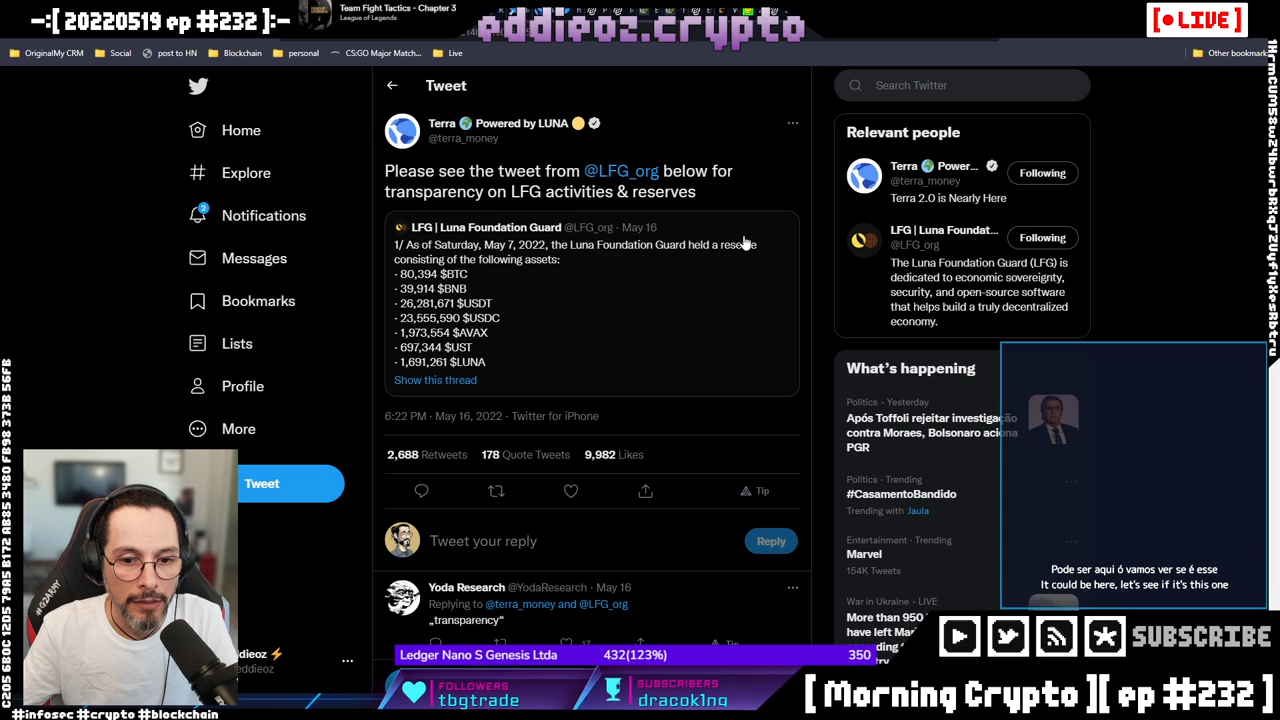 -:[ 20220519 ep #232 ]:-
Team Fight Tactics - Chapter 3
League of Legends
eddieoz.crypto
[●LIVE]
OriginalMy CRM
Social
post to HN
Blockchain
personal
CS:GO Major Match...
Live
Other bookmark
Home
Explore
2
Notifications
Messages
Bookmarks
Lists
Profile
More
Tweet
Tweet
Terra 🌍 Powered by LUNA 🟡
@terra_money
Please see the tweet from @LFG_org below for
transparency on LFG activities & reserves
LFG | Luna Foundation Guard @LFG_org · May 16
1/ As of Saturday, May 7, 2022, the Luna Foundation Guard held a reserve
consisting of the following assets:
· 80,394 $BTC
· 39,914 $BNB
· 26,281,671 $USDT
· 23,555,590 $USDC
· 1,973,554 $AVAX
· 697,344 $UST
· 1,691,261 $LUNA
Show this thread
6:22 PM · May 16, 2022 · Twitter for iPhone
2,688 Retweets 178 Quote Tweets 9,982 Likes
Tip
Tweet your reply
Reply
Yoda Research @YodaResearch · May 16
Replying to @terra_money and @LFG_org
„transparency“
17
Tip
Search Twitter
Relevant people
Terra 🌍 Power...
@terra_money
Following
Terra 2.0 is Nearly Here
LFG | Luna Foundat...
@LFG_org
Following
The Luna Foundation Guard (LFG) is
dedicated to economic sovereignty,
security, and open-source software
that helps build a truly decentralized
economy.
What's happening
Politics · Yesterday
Após Toffoli rejeitar investigação
contra Moraes, Bolsonaro aciona
PGR
Politics · Trending
#CasamentoBandido
Trending with Jaula
Entertainment · Trending
Marvel
154K Tweets
War in Ukraine · LIVE
More than 950
have left Mar
Pode ser aqui ó vamos ver se é esse
It could be here, let's see if it's this one
#G2ARMY
ddieoz ⚡
eddieoz
Ledger Nano S Genesis Ltda 432(123%) 350
FOLLOWERS
tbgtrade
SUBSCRIBERS
dracok1ng
SUBSCRIBE
[ Morning Crypto ][ ep #232 ]
#infosec #crypto #blockchain